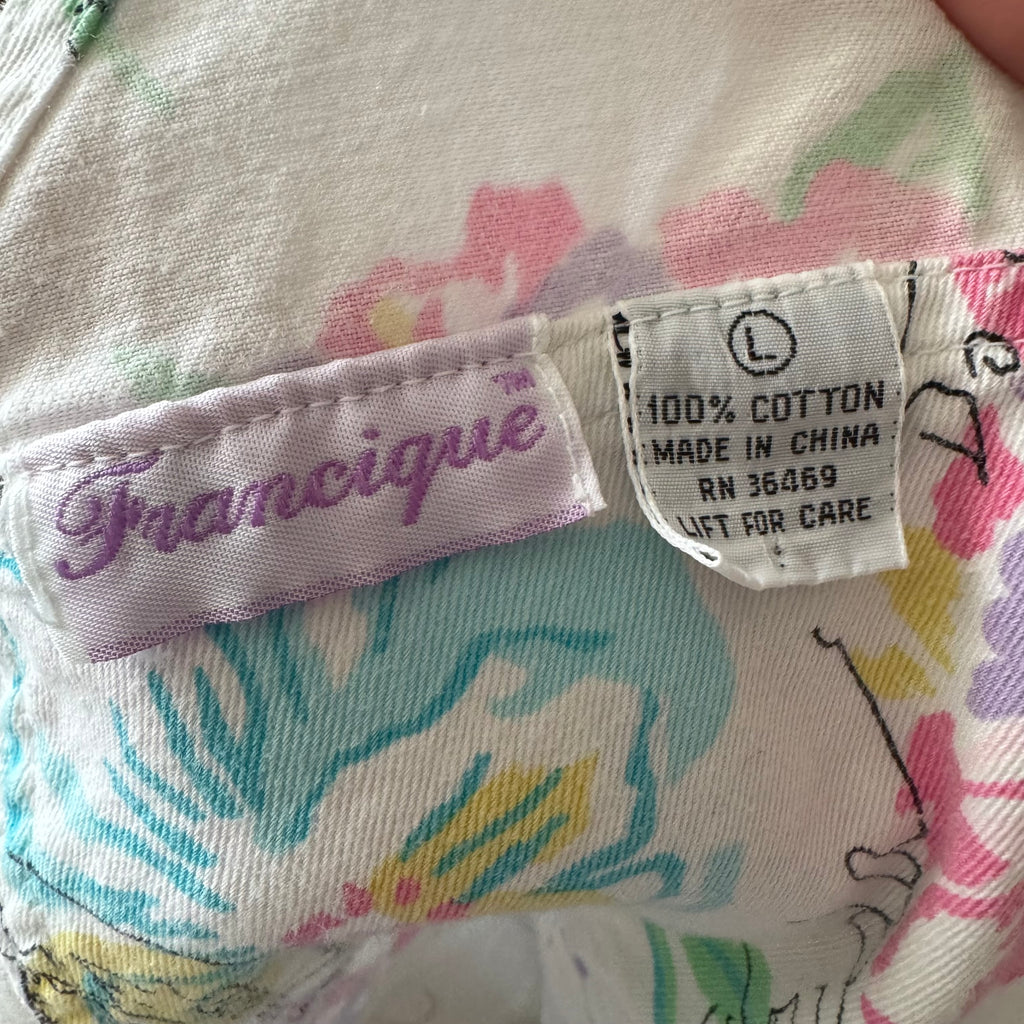 Francique™
L
100% COTTON
MADE IN CHINA
RN 36469
LIFT FOR CARE